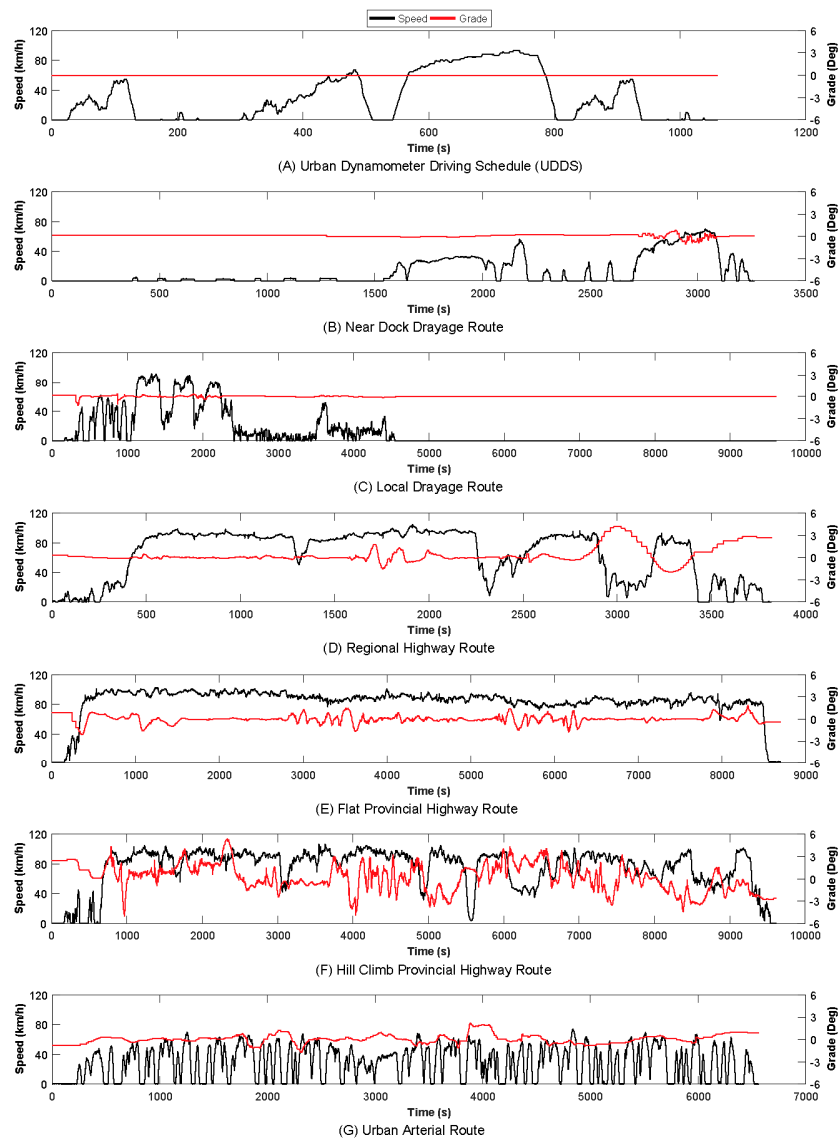 Speed Grade
120 80 40 0
Speed (km/h)
6 3 0 -3 -6
Grade (Deg)
0 200 400 600 800 1000 1200
Time (s)
(A) Urban Dynamometer Driving Schedule (UDDS)
120 80 40 0
Speed (km/h)
6 3 0 -3 -6
Grade (Deg)
0 500 1000 1500 2000 2500 3000 3500
Time (s)
(B) Near Dock Drayage Route
120 80 40 0
Speed (km/h)
6 3 0 -3 -6
Grade (Deg)
0 1000 2000 3000 4000 5000 6000 7000 8000 9000 10000
Time (s)
(C) Local Drayage Route
120 80 40 0
Speed (km/h)
6 3 0 -3 -6
Grade (Deg)
0 500 1000 1500 2000 2500 3000 3500 4000
Time (s)
(D) Regional Highway Route
120 80 40 0
Speed (km/h)
6 3 0 -3 -6
Grade (Deg)
0 1000 2000 3000 4000 5000 6000 7000 8000 9000
Time (s)
(E) Flat Provincial Highway Route
120 80 40 0
Speed (km/h)
6 3 0 -3 -6
Grade (Deg)
0 1000 2000 3000 4000 5000 6000 7000 8000 9000 10000
Time (s)
(F) Hill Climb Provincial Highway Route
120 80 40 0
Speed (km/h)
6 3 0 -3 -6
Grade (Deg)
0 1000 2000 3000 4000 5000 6000 7000
Time (s)
(G) Urban Arterial Route